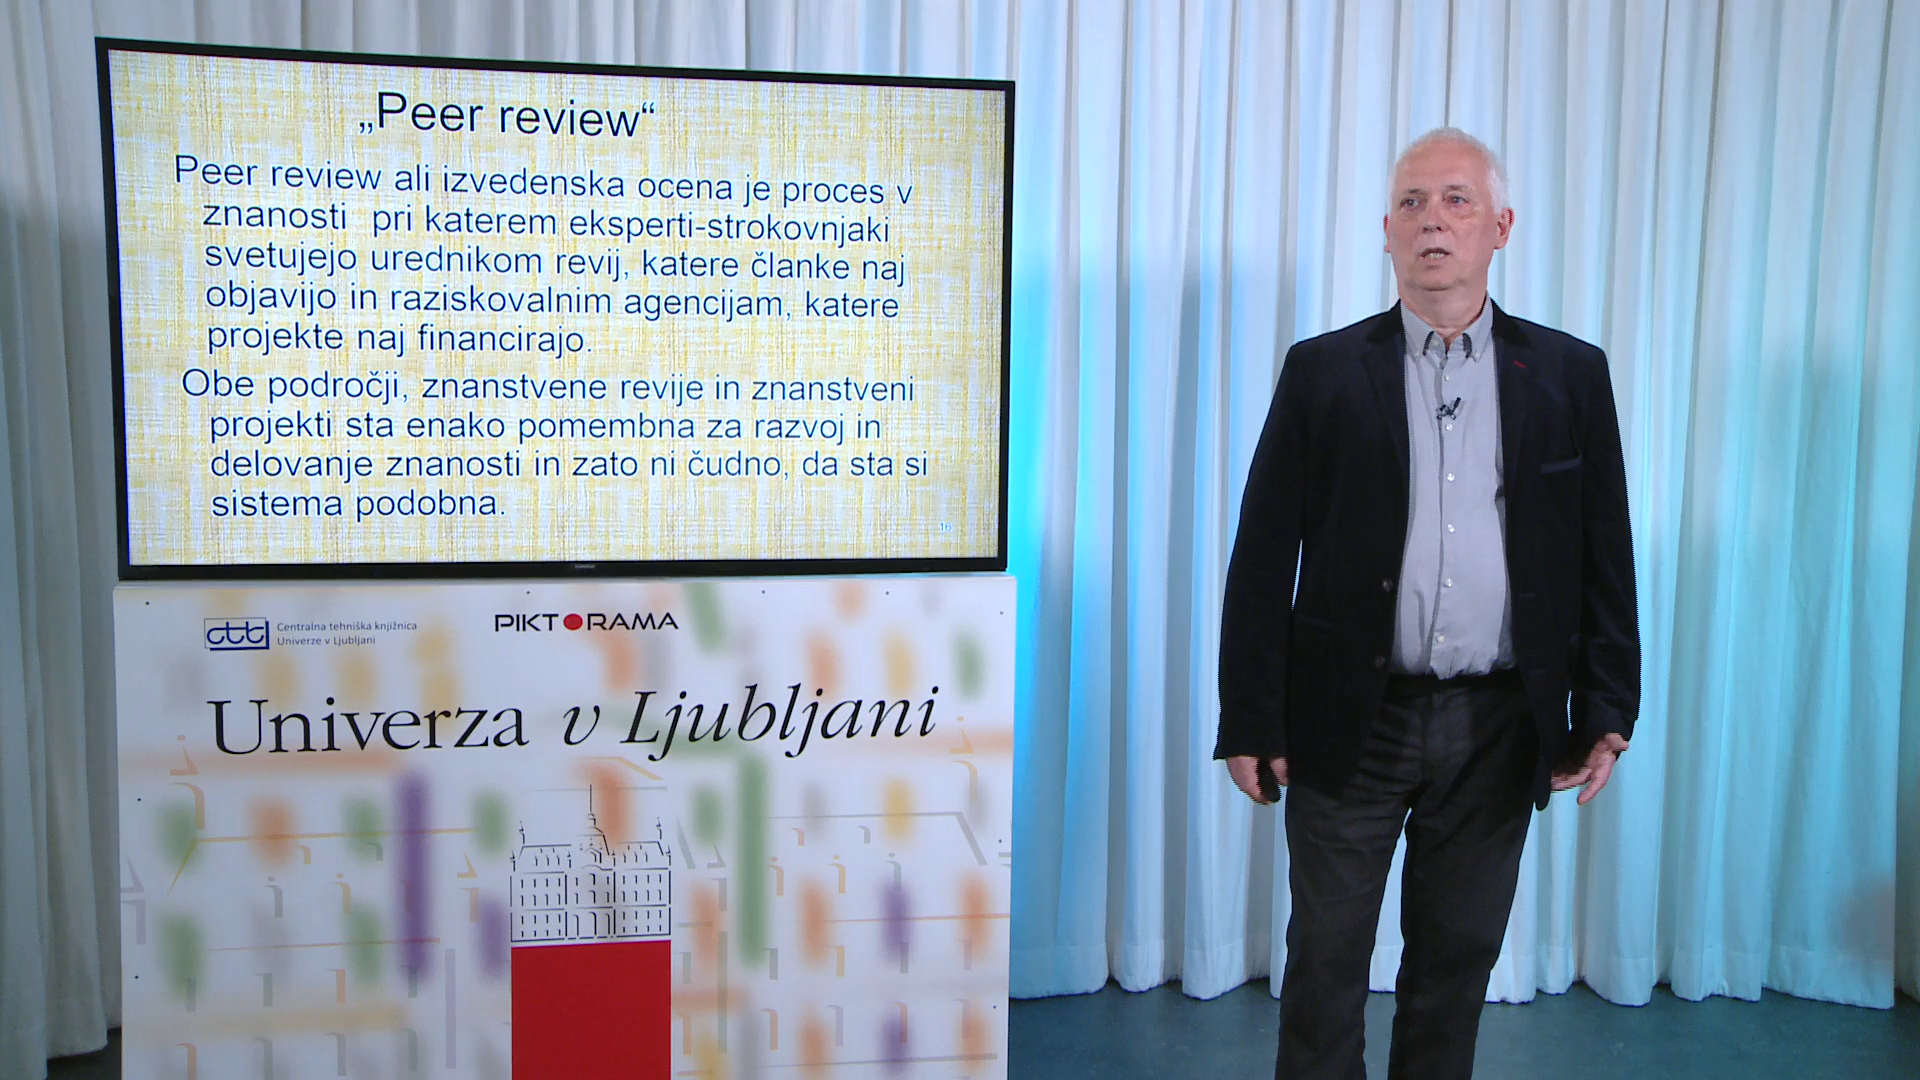 „Peer review“
Peer review ali izvedenska ocena je proces v
znanosti pri katerem eksperti-strokovnjaki
svetujejo urednikom revij, katere članke naj
objavijo in raziskovalnim agencijam, katere
projekte naj financirajo.
Obe področji, znanstvene revije in znanstveni
projekti sta enako pomembna za razvoj in
delovanje znanosti in zato ni čudno, da sta si
sistema podobna.
16
ctk Centralna tehniška knjižnica
Univerze v Ljubljani
PIKTORAMA
Univerza v Ljubljani